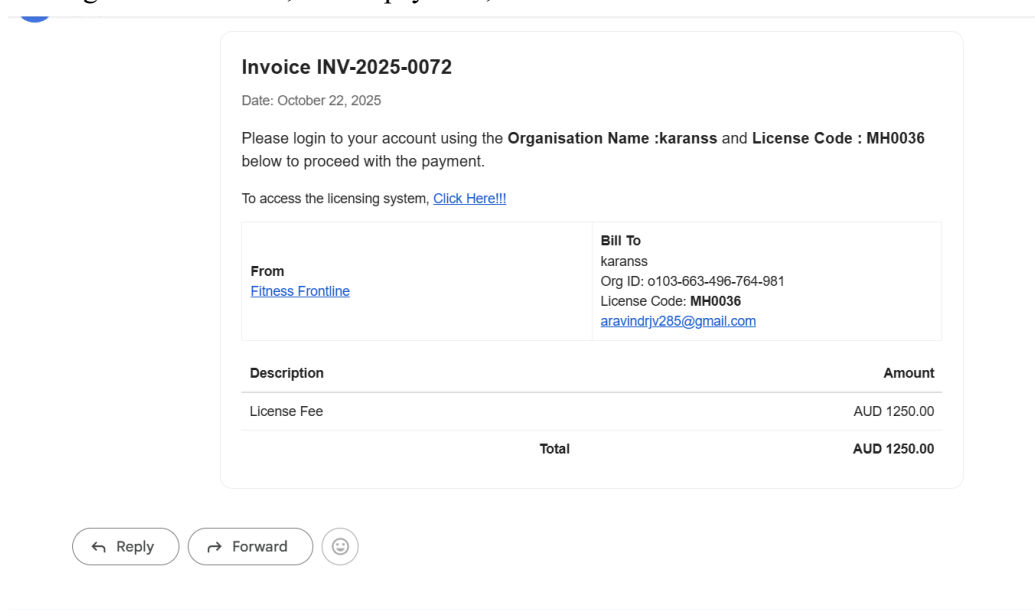 Invoice INV-2025-0072
Date: October 22, 2025
Please login to your account using the Organisation Name :karanss and License Code : MH0036
below to proceed with the payment.
To access the licensing system, Click Here!!!
From
Fitness Frontline
Bill To
karanss
Org ID: o103-663-496-764-981
License Code: MH0036
aravindrjv285@gmail.com
Description Amount
License Fee AUD 1250.00
Total AUD 1250.00
Reply Forward